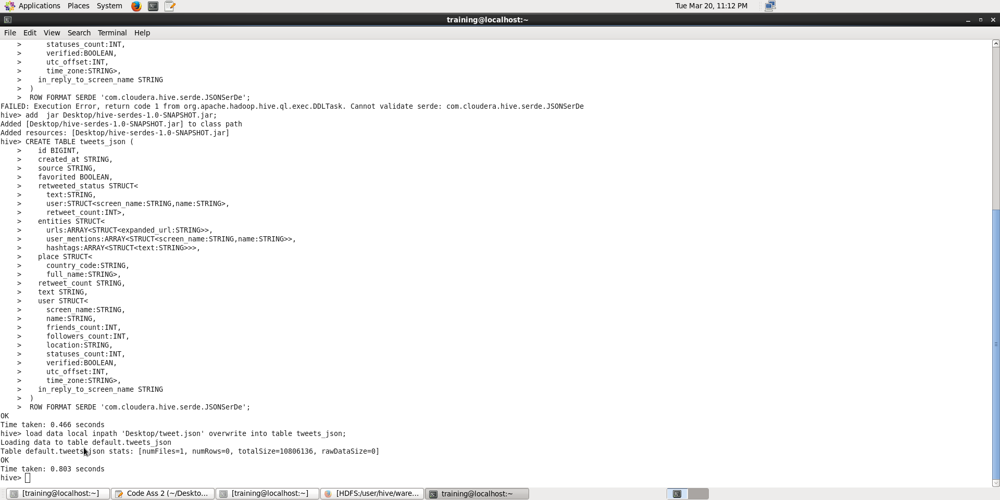 Applications Places System Tue Mar 20, 11:12 PM
training@localhost:~
File Edit View Search Terminal Help
    >      statuses_count:INT,
    >      verified:BOOLEAN,
    >      utc_offset:INT,
    >      time_zone:STRING>,
    >    in_reply_to_screen_name STRING
    >  )
    >  ROW FORMAT SERDE 'com.cloudera.hive.serde.JSONSerDe';
FAILED: Execution Error, return code 1 from org.apache.hadoop.hive.ql.exec.DDLTask. Cannot validate serde: com.cloudera.hive.serde.JSONSerDe
hive> add  jar Desktop/hive-serdes-1.0-SNAPSHOT.jar;
Added [Desktop/hive-serdes-1.0-SNAPSHOT.jar] to class path
Added resources: [Desktop/hive-serdes-1.0-SNAPSHOT.jar]
hive> CREATE TABLE tweets_json (
    >    id BIGINT,
    >    created_at STRING,
    >    source STRING,
    >    favorited BOOLEAN,
    >    retweeted_status STRUCT<
    >      text:STRING,
    >      user:STRUCT<screen_name:STRING,name:STRING>,
    >      retweet_count:INT>,
    >    entities STRUCT<
    >      urls:ARRAY<STRUCT<expanded_url:STRING>>,
    >      user_mentions:ARRAY<STRUCT<screen_name:STRING,name:STRING>>,
    >      hashtags:ARRAY<STRUCT<text:STRING>>>,
    >    place STRUCT<
    >      country_code:STRING,
    >      full_name:STRING>,
    >    retweet_count STRING,
    >    text STRING,
    >    user STRUCT<
    >      screen_name:STRING,
    >      name:STRING,
    >      friends_count:INT,
    >      followers_count:INT,
    >      location:STRING,
    >      statuses_count:INT,
    >      verified:BOOLEAN,
    >      utc_offset:INT,
    >      time_zone:STRING>,
    >    in_reply_to_screen_name STRING
    >  )
    >  ROW FORMAT SERDE 'com.cloudera.hive.serde.JSONSerDe';
OK
Time taken: 0.466 seconds
hive> load data local inpath 'Desktop/tweet.json' overwrite into table tweets_json;
Loading data to table default.tweets_json
Table default.tweets_json stats: [numFiles=1, numRows=0, totalSize=10806136, rawDataSize=0]
OK
Time taken: 0.803 seconds
hive>
[training@localhost:~] Code Ass 2 (~/Deskto... [training@localhost:~] [HDFS:/user/hive/ware... training@localhost:~